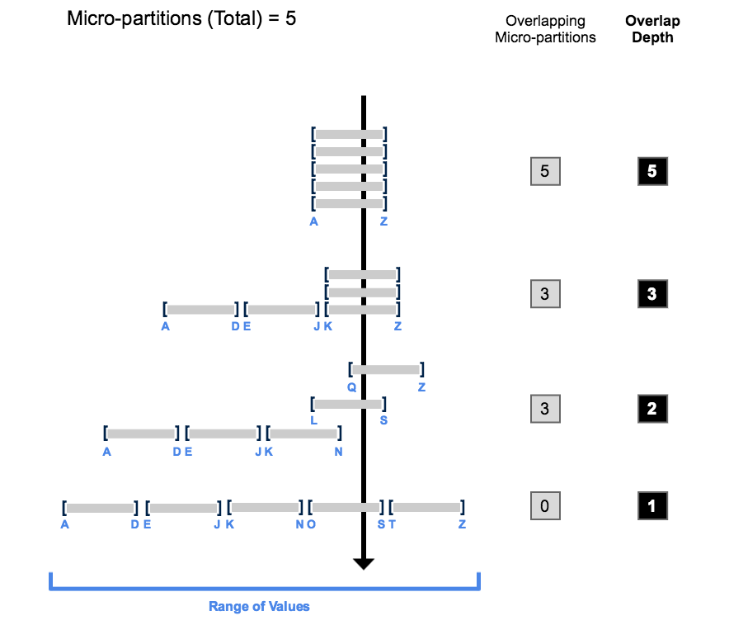 Micro-partitions (Total) = 5
Overlapping Micro-partitions
Overlap Depth
A Z
5 5
A D E J K Z
3 3
Q Z
L S
3 2
A D E J K N
A D E J K N O S T Z
0 1
Range of Values